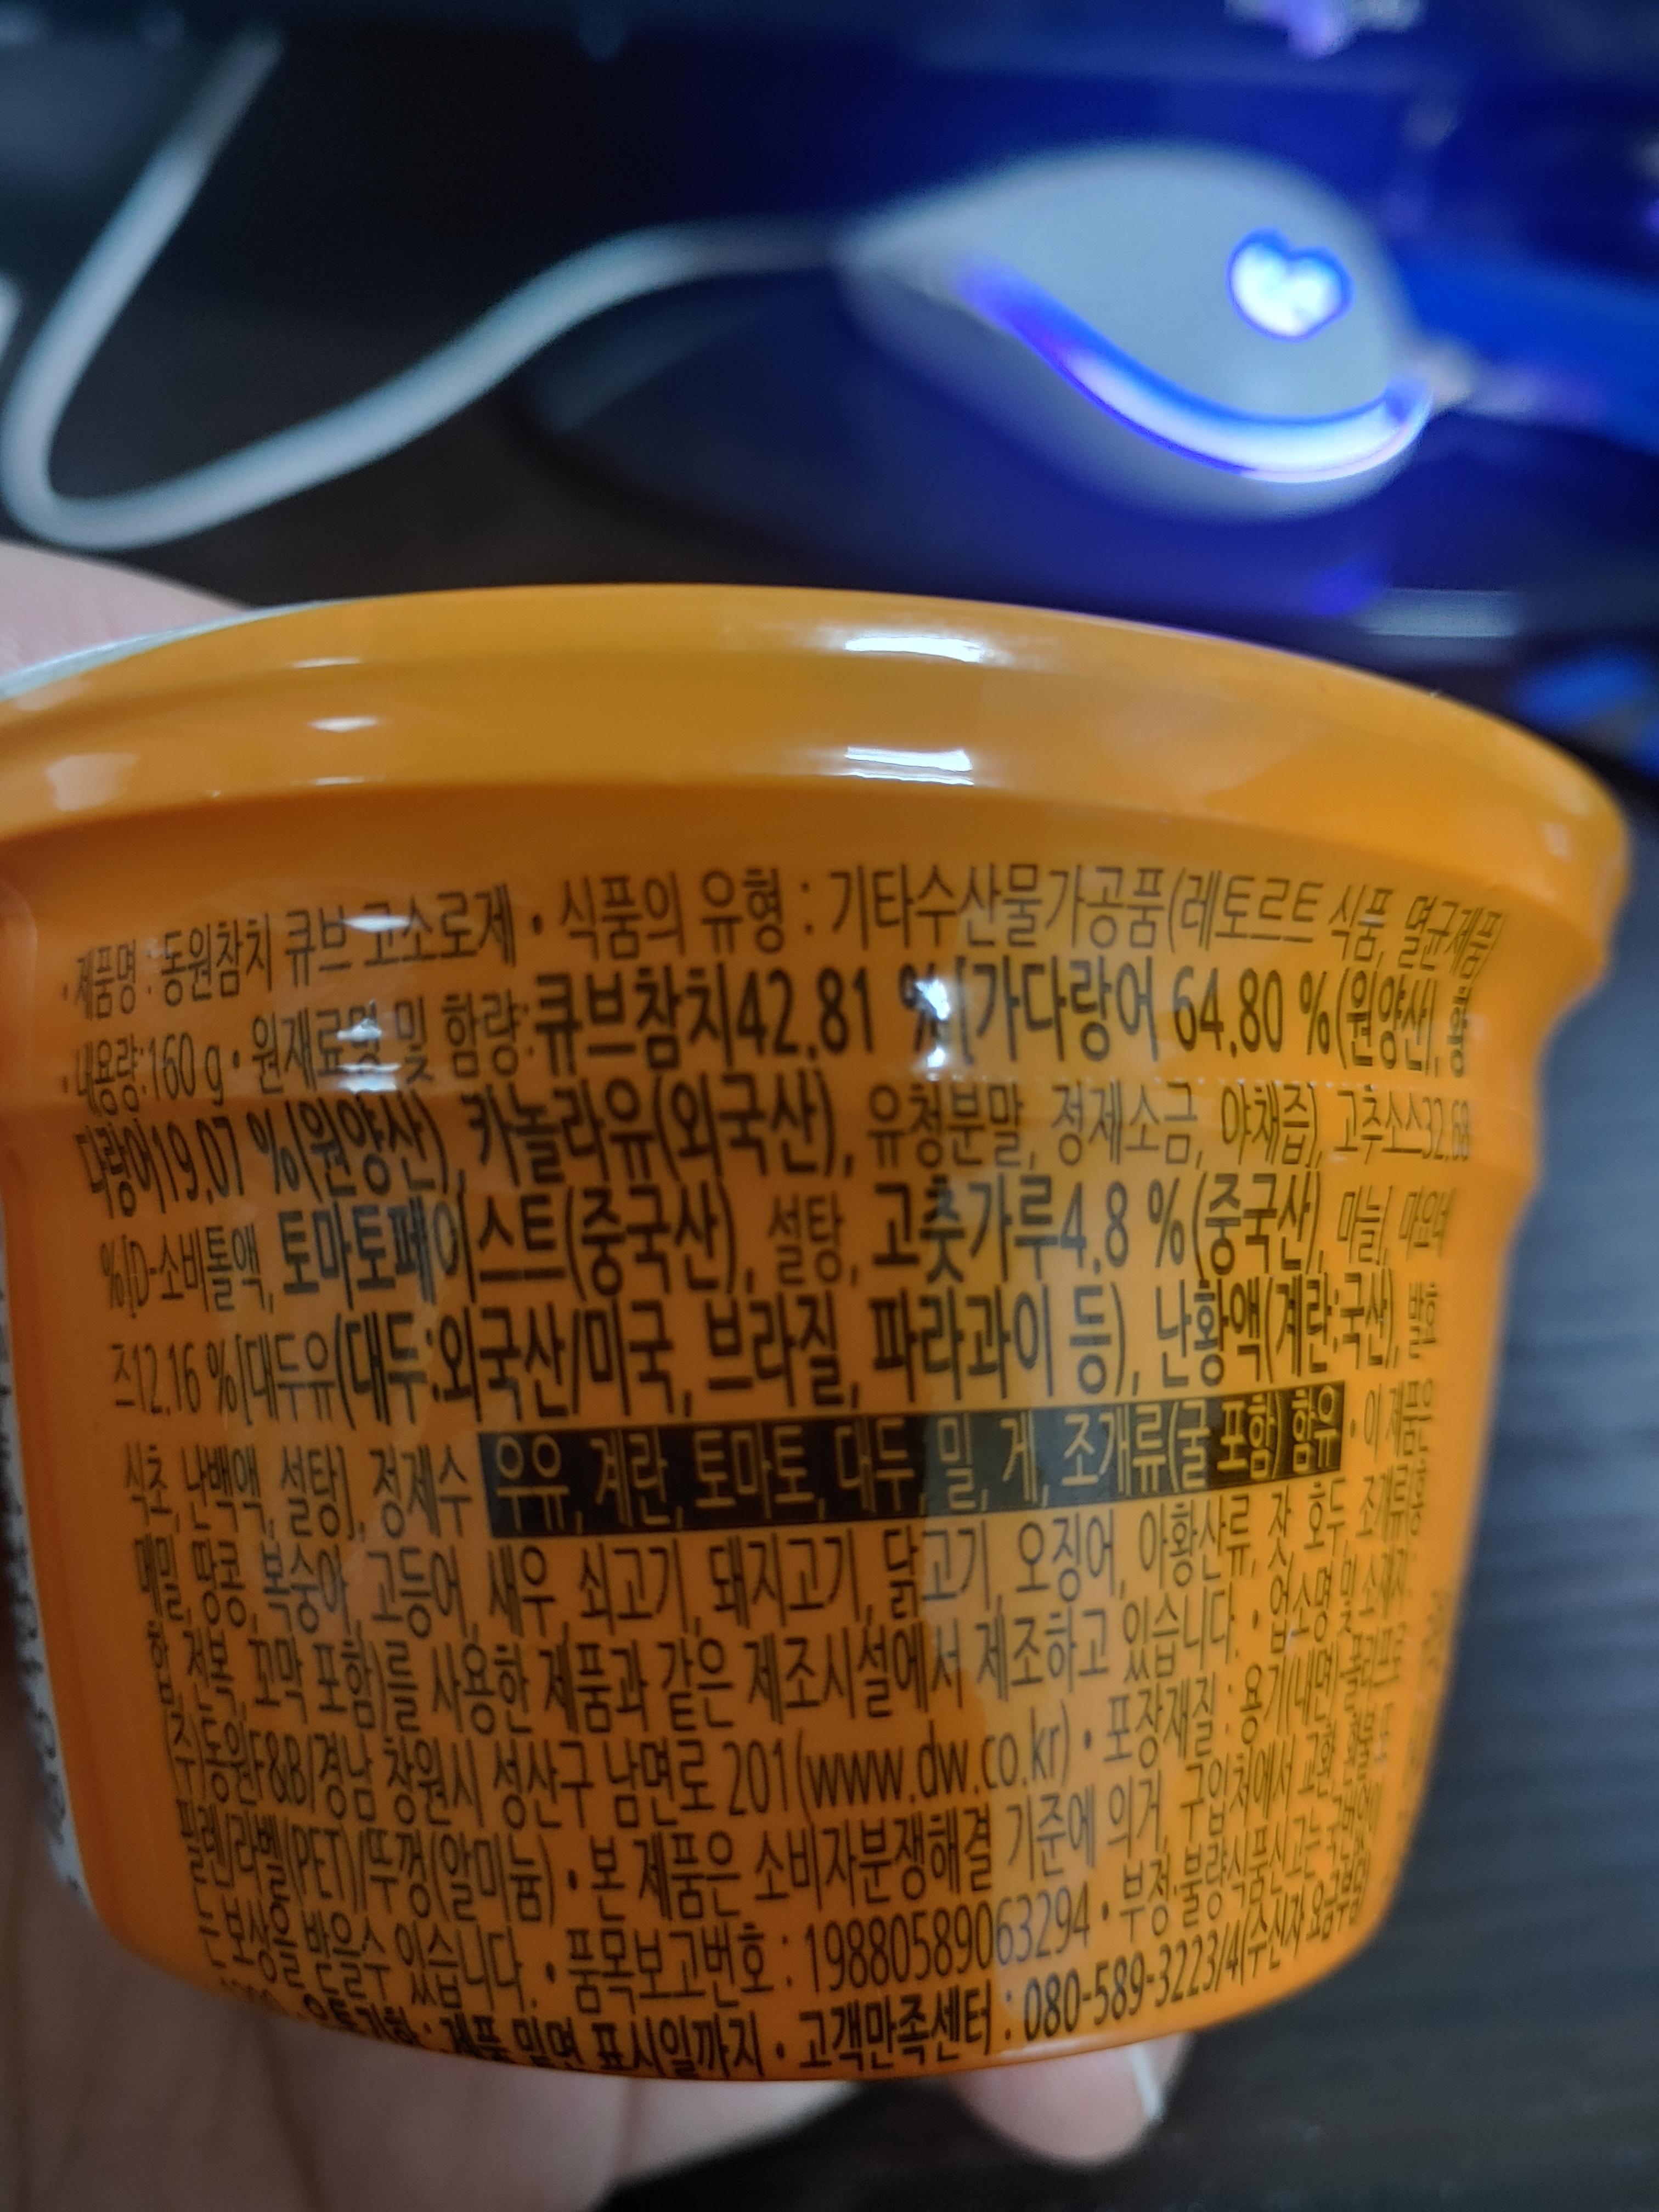 •제품명 : 동원참치 큐브 고소로제 • 식품의 유형 : 기타수산물가공품(레토르트 식품, 멸균제품)
•내용량:160 g • 원재료명 및 함량:큐브참치42.81 %[가다랑어 64.80 %(원양산), 황
다랑어19.07 %(원양산), 카놀라유(외국산), 유청분말, 정제소금, 야채즙], 고추소스32.68
%[D-소비톨액, 토마토페이스트(중국산), 설탕, 고춧가루4.8 %(중국산), 마늘], 마요네
즈12.16 %[대두유(대두:외국산/미국, 브라질, 파라과이 등), 난황액(계란:국산), 발효
식초, 난백액, 설탕], 정제수 우유, 계란, 토마토, 대두, 밀, 게, 조개류(굴 포함) 함유 • 이 제품은
메밀, 땅콩, 복숭아, 고등어, 새우, 쇠고기, 돼지고기, 닭고기, 오징어, 아황산류, 잣, 호두, 조개류(홍
합, 전복, 꼬막 포함)를 사용한 제품과 같은 제조시설에서 제조하고 있습니다. • 업소명 및 소재지 :
(주)동원F&B/경남 창원시 성산구 남면로 201(www.dw.co.kr) • 포장재질 : 용기(내면)-폴리프로
필렌/라벨(PET)/뚜껑(알미늄) • 본 제품은 소비자분쟁해결 기준에 의거, 구입처에서 교환 또
는 보상을 받을수 있습니다. • 품목보고번호 : 19880589063294 • 부정·불량식품신고는 국번없이
유통기한 : 제품 밑면 표시일까지 • 고객만족센터 : 080-589-3223/4(수신자 요금부담)